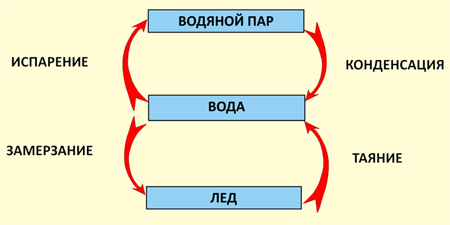 ВОДЯНОЙ ПАР
ИСПАРЕНИЕ
КОНДЕНСАЦИЯ
ВОДА
ЗАМЕРЗАНИЕ
ТАЯНИЕ
ЛЕД